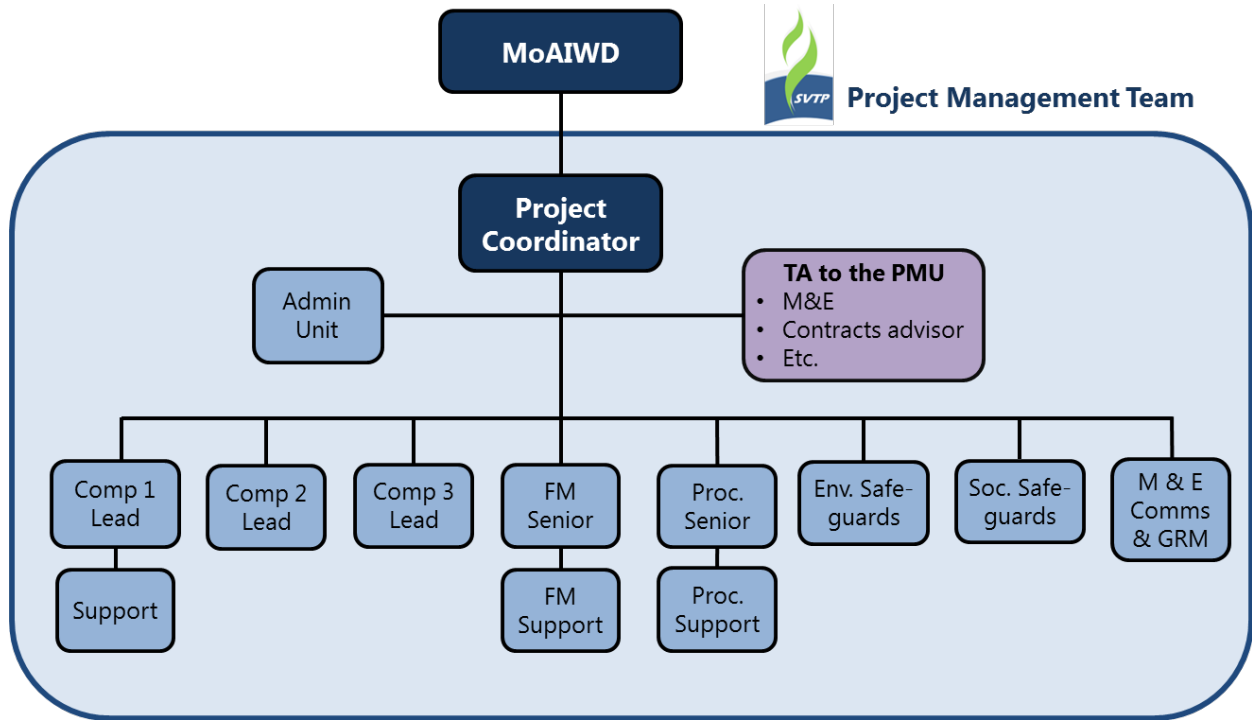 MoAIWD
SVTP
Project Management Team
Project
Coordinator
Admin
Unit
TA to the PMU
• M&E
• Contracts advisor
• Etc.
Comp 1
Lead
Comp 2
Lead
Comp 3
Lead
FM
Senior
Proc.
Senior
Env. Safe-
guards
Soc. Safe-
guards
M & E
Comms
& GRM
Support
FM
Support
Proc.
Support